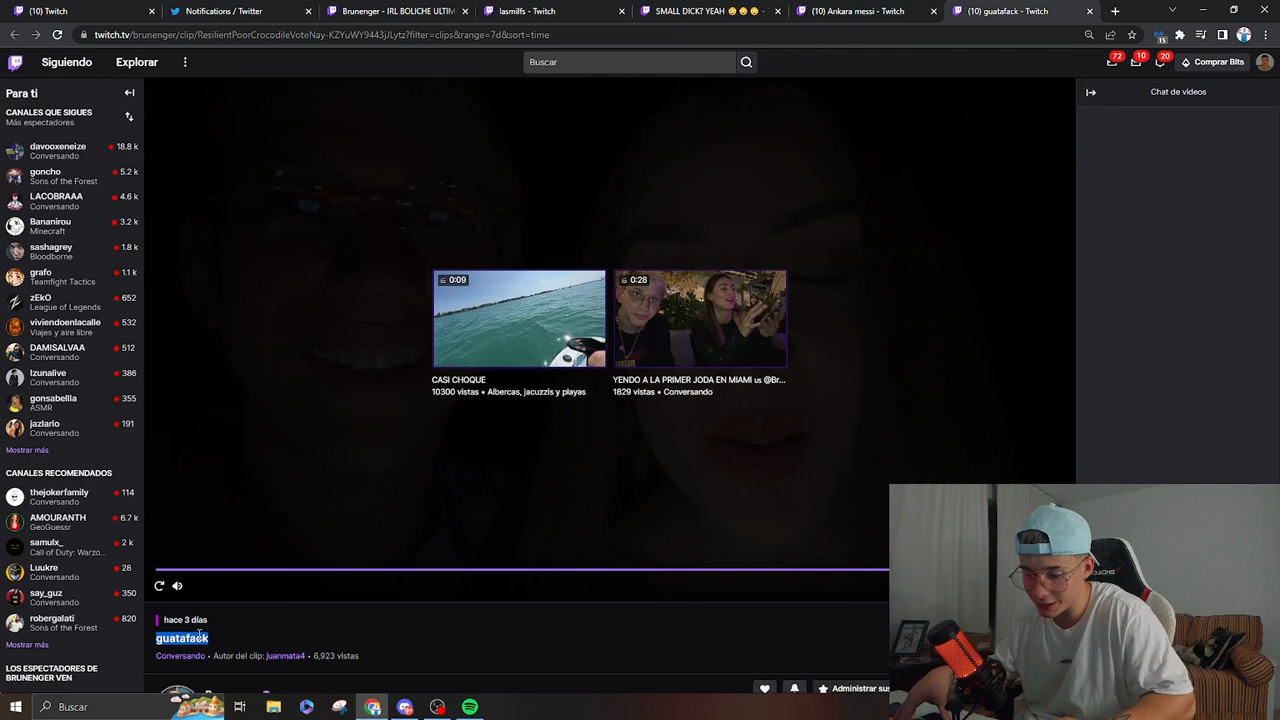 (10) Twitch
Notifications / Twitter
Brunenger - IRL BOLICHE ULTIM
lasmilfs - Twitch
SMALL DICK? YEAH
(10) Ankara messi - Twitch
(10) guatafack - Twitch
twitch.tv/brunenger/clip/ResilientPoorCrocodileVoteNay-KZYuWY9443jJLytz?filter=clips&range=7d&sort=time
15
Siguiendo
Explorar
Buscar
72
10
20
Comprar Bits
Para ti
CANALES QUE SIGUES
Más espectadores
davooxeneize
18.8 k
Conversando
goncho
5.2 k
Sons of the Forest
LACOBRAAA
4.6 k
Conversando
Bananirou
3.2 k
Minecraft
sashagrey
1.8 k
Bloodborne
grafo
1.1 k
Teamfight Tactics
zEkO
652
League of Legends
viviendoenlacalle
532
Viajes y aire libre
DAMISALVAA
512
Conversando
lzunalive
386
Conversando
gonsabellla
355
ASMR
jazlario
191
Conversando
Mostrar más
CANALES RECOMENDADOS
thejokerfamily
114
Conversando
AMOURANTH
6.7 k
GeoGuessr
samulx_
2 k
Call of Duty: Warzo...
Luukre
28
Conversando
say_guz
350
Conversando
robergalati
820
Sons of the Forest
Mostrar más
LOS ESPECTADORES DE
BRUNENGER VEN
0:09
CASI CHOQUE
10300 vistas • Albercas, jacuzzis y playas
0:28
YENDO A LA PRIMER JODA EN MIAMI us @Br...
1829 vistas • Conversando
Chat de videos
hace 3 días
guatafack
Conversando • Autor del clip: juanmata4 • 6,923 vistas
Administrar sus
Buscar